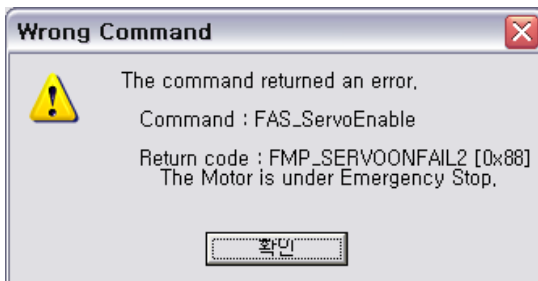 Wrong Command
The command returned an error,
Command : FAS_ServoEnable
Return code : FMP_SERVOONFAIL2 [0x88]
The Motor is under Emergency Stop,
확인